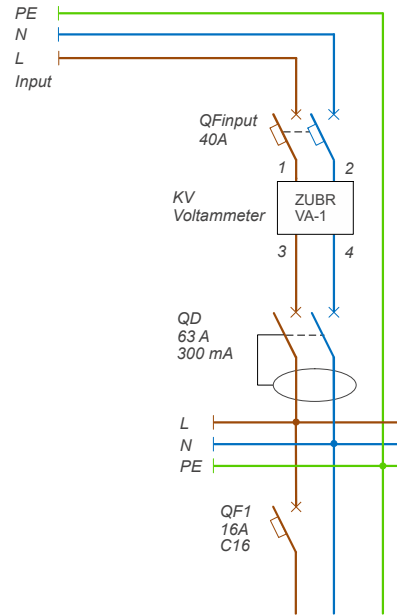 PE
N
L
Input
QFinput
40A
1
2
KV
Voltammeter
ZUBR
VA-1
3
4
QD
63 A
300 mA
L
N
PE
QF1
16A
C16